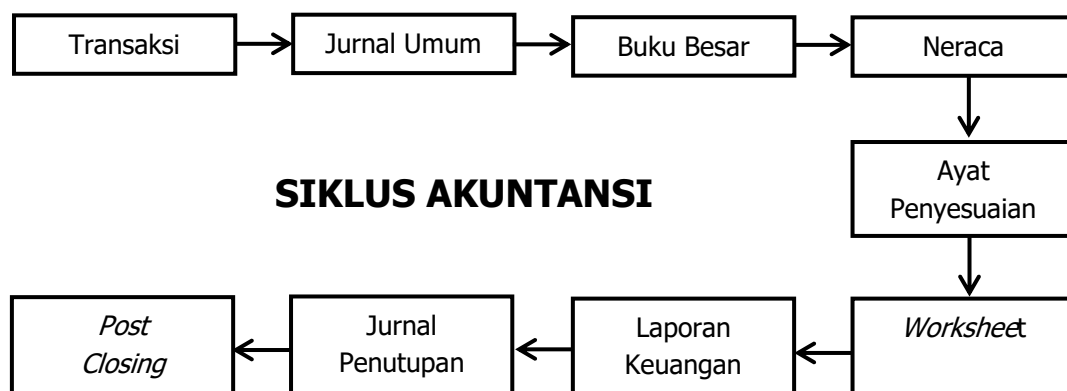 Transaksi
Jurnal Umum
Buku Besar
Neraca
Ayat
Penyesuaian
SIKLUS AKUNTANSI
Worksheet
Laporan
Keuangan
Jurnal
Penutupan
Post
Closing